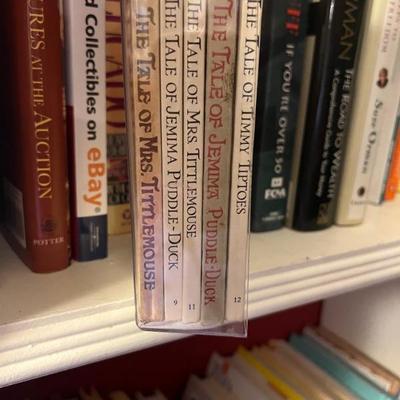 URES AT THE AUCTION
POTTER
d Collectibles on eBay
THE TALE OF MRS. TITTLEMOUSE
THE TALE OF JEMIMA PUDDLE-DUCK
9
THE TALE OF MRS TITTLEMOUSE
11
THE TALE OF JEMIMA PUDDLE-DUCK
THE TALE OF TIMMY TIPTOES
12
IF YOU'RE OVER 50
MAN
THE ROAD TO WEALTH
SUZE ORMAN